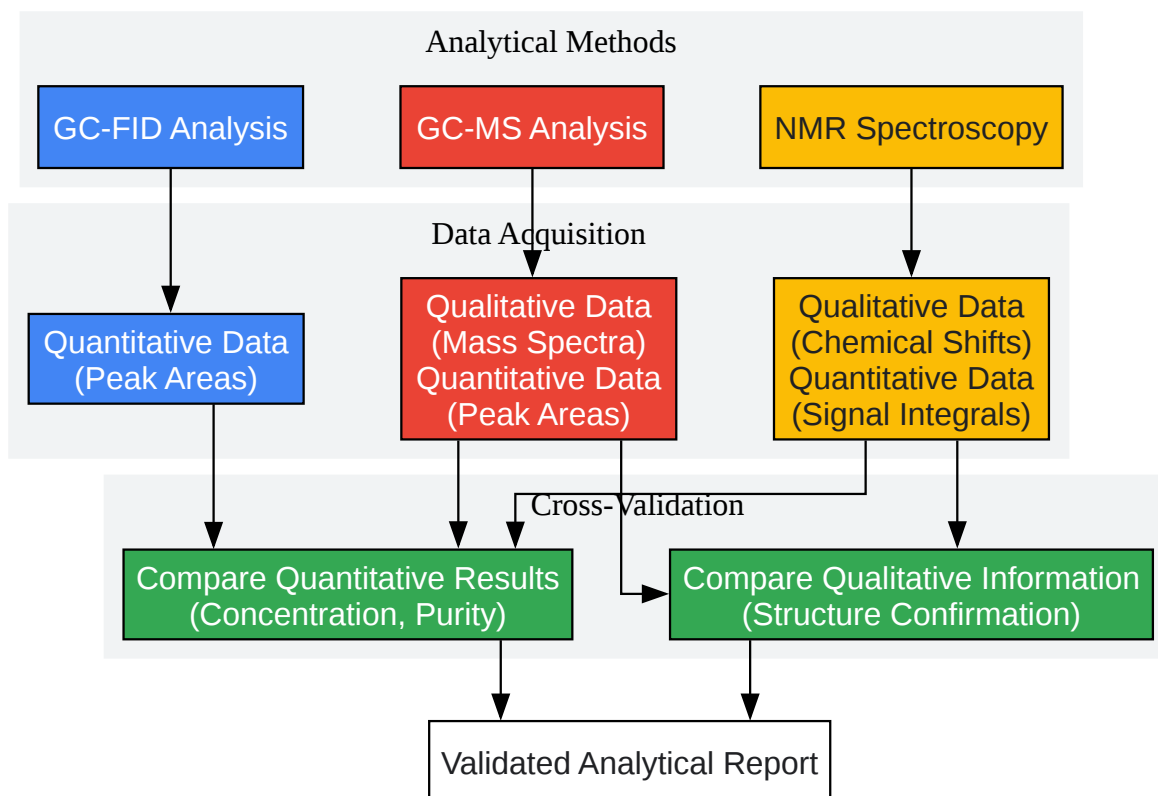 Analytical Methods
GC-FID Analysis
GC-MS Analysis
NMR Spectroscopy
Data Acquisition
Quantitative Data
(Peak Areas)
Qualitative Data
(Mass Spectra)
Quantitative Data
(Peak Areas)
Qualitative Data
(Chemical Shifts)
Quantitative Data
(Signal Integrals)
Cross-Validation
Compare Quantitative Results
(Concentration, Purity)
Compare Qualitative Information
(Structure Confirmation)
Validated Analytical Report